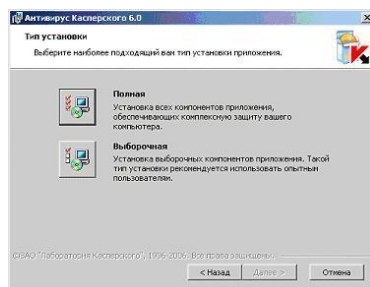 Антивирус Касперского 6.0
Тип установки
Выберите наиболее подходящий вам тип установки приложения.
Полная
Установка всех компонентов приложения,
обеспечивающих комплексную защиту вашего
компьютера.
Выборочная
Установка выборочных компонентов приложения. Такой
тип установки рекомендуется использовать опытным
пользователям.
©ЗАО "Лаборатория Касперского", 1996-2006. Все права защищены.
< Назад
Далее >
Отмена